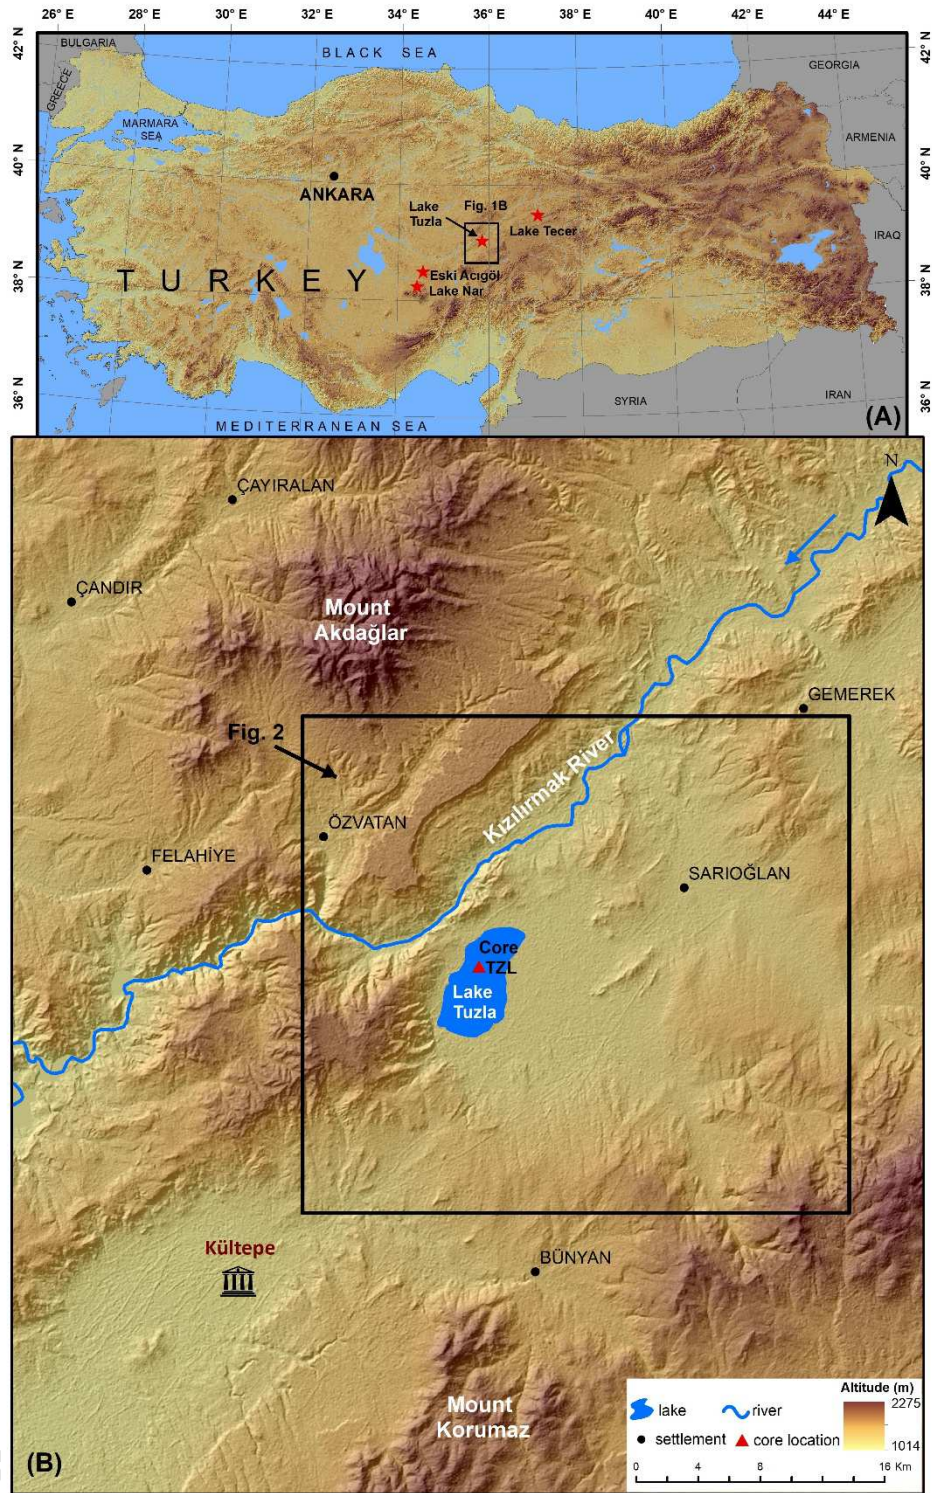 26° E 28° E 30° E 32° E 34° E 36° E 38° E 40° E 42° E 44° E
42° N
42° N
BULGARIA
BLACK SEA
GEORGIA
GREECE
MARMARA
SEA
ARMENIA
40° N
40° N
ANKARA
Lake
Tuzla
Fig. 1B
Lake Tecer
IRAQ
38° N
38° N
TURKEY
Eski Acıgöl
Lake Nar
36° N
36° N
SYRIA
IRAN
MEDITERRANEAN SEA
(A)
N
ÇAYIRALAN
ÇANDIR
Mount
Akdağlar
GEMEREK
Fig. 2
Kızılırmak River
ÖZVATAN
FELAHİYE
SARIOĞLAN
Core
TZL
Lake
Tuzla
Kültepe
BÜNYAN
Mount
Korumaz
Altitude (m)
lake
river
2275
settlement
core location
1014
0 4 8 12 16 Km
(B)